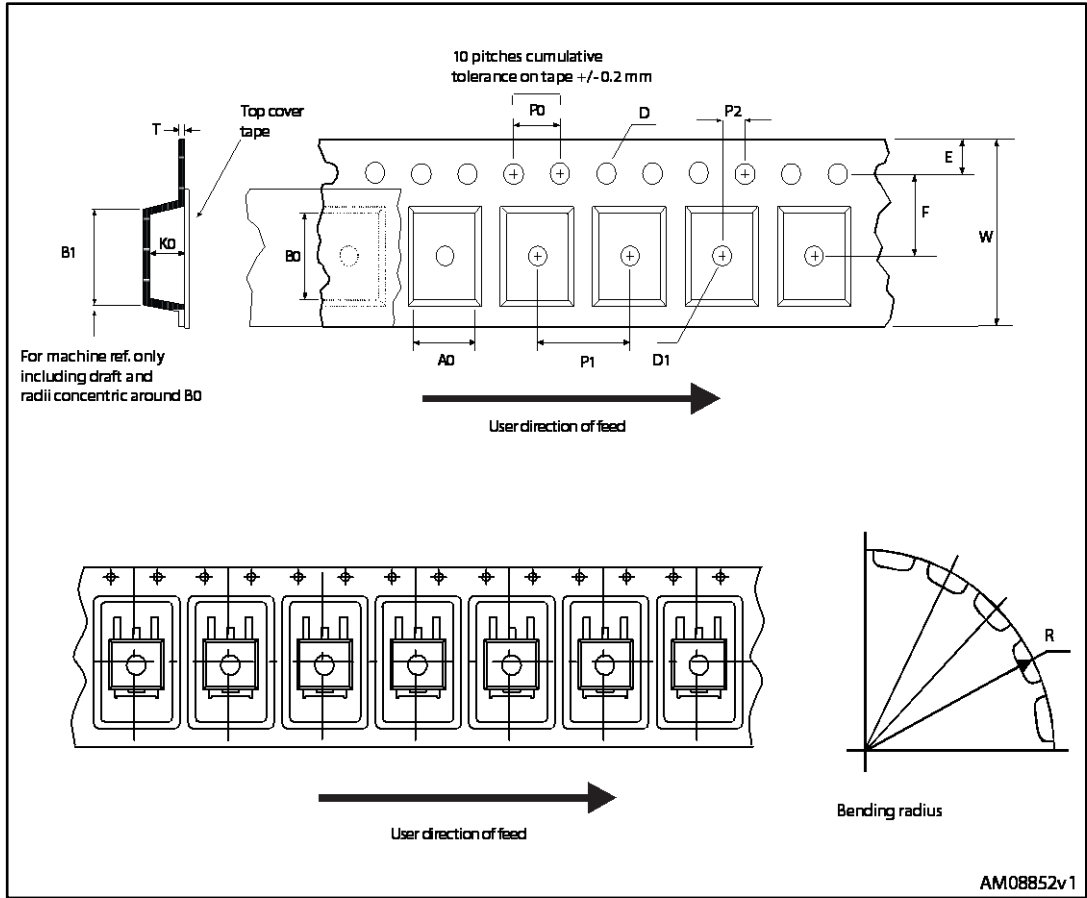 10 pitches cumulative
tolerance on tape +/- 0.2 mm
T
Top cover
tape
P0
D
P2
E
F
W
B1
K0
B0
For machine ref. only
including draft and
radii concentric around B0
A0
P1
D1
User direction of feed
R
Bending radius
User direction of feed
AM08852v1